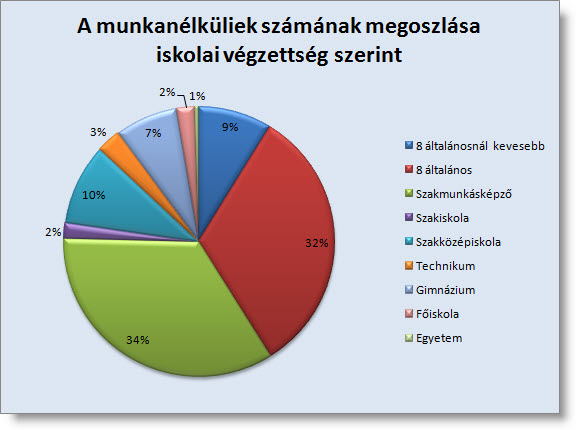 A munkanélküliek számának megoszlása
iskolai végzettség szerint
2%
1%
9%
3%
7%
10%
2%
32%
34%
8 általánosnál kevesebb
8 általános
Szakmunkásképző
Szakiskola
Szakközépiskola
Technikum
Gimnázium
Főiskola
Egyetem